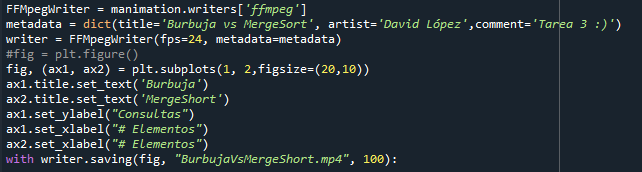 FFMpegWriter = manimation.writers['ffmpeg']
metadata = dict(title='Burbuja vs MergeSort', artist='David López',comment='Tarea 3 :)')
writer = FFMpegWriter(fps=24, metadata=metadata)
#fig = plt.figure()
fig, (ax1, ax2) = plt.subplots(1, 2,figsize=(20,10))
ax1.title.set_text('Burbuja')
ax2.title.set_text('MergeShort')
ax1.set_ylabel("Consultas")
ax1.set_xlabel("# Elementos")
ax2.set_xlabel("# Elementos")
with writer.saving(fig, "BurbujaVsMergeShort.mp4", 100):